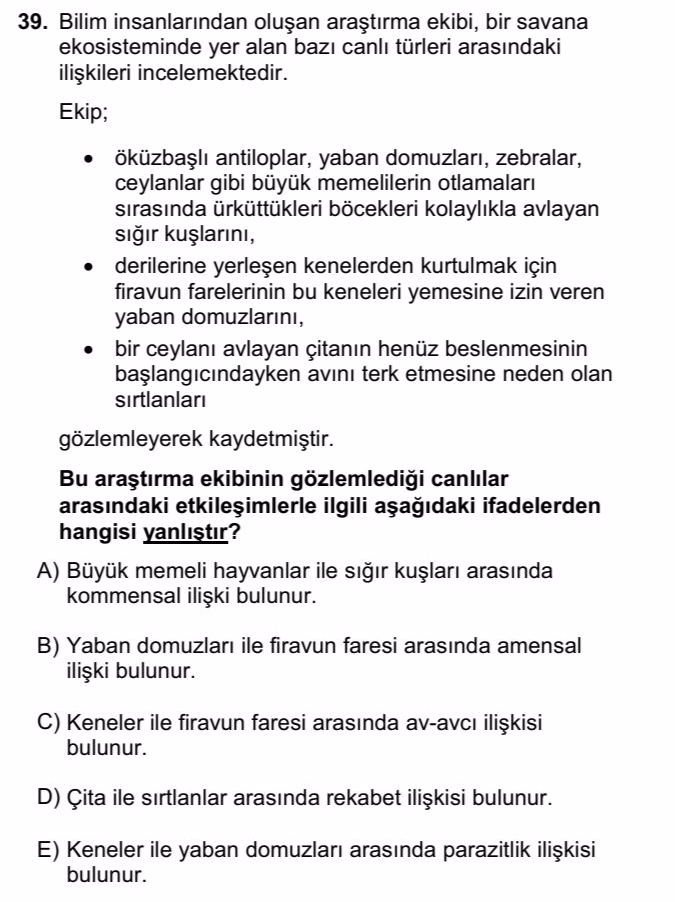 39. Bilim insanlarından oluşan araştırma ekibi, bir savana
ekosisteminde yer alan bazı canlı türleri arasındaki
ilişkileri incelemektedir.
Ekip;
• öküzbaşlı antiloplar, yaban domuzları, zebralar,
ceylanlar gibi büyük memelilerin otlamaları
sırasında ürküttükleri böcekleri kolaylıkla avlayan
sığır kuşlarını,
• derilerine yerleşen kenelerden kurtulmak için
firavun farelerinin bu keneleri yemesine izin veren
yaban domuzlarını,
• bir ceylanı avlayan çitanın henüz beslenmesinin
başlangıcındayken avını terk etmesine neden olan
sırtlanları
gözlemleyerek kaydetmiştir.
Bu araştırma ekibinin gözlemlediği canlılar
arasındaki etkileşimlerle ilgili aşağıdaki ifadelerden
hangisi yanlıştır?
A) Büyük memeli hayvanlar ile sığır kuşları arasında
kommensal ilişki bulunur.
B) Yaban domuzları ile firavun faresi arasında amensal
ilişki bulunur.
C) Keneler ile firavun faresi arasında av-avcı ilişkisi
bulunur.
D) Çita ile sırtlanlar arasında rekabet ilişkisi bulunur.
E) Keneler ile yaban domuzları arasında parazitlik ilişkisi
bulunur.